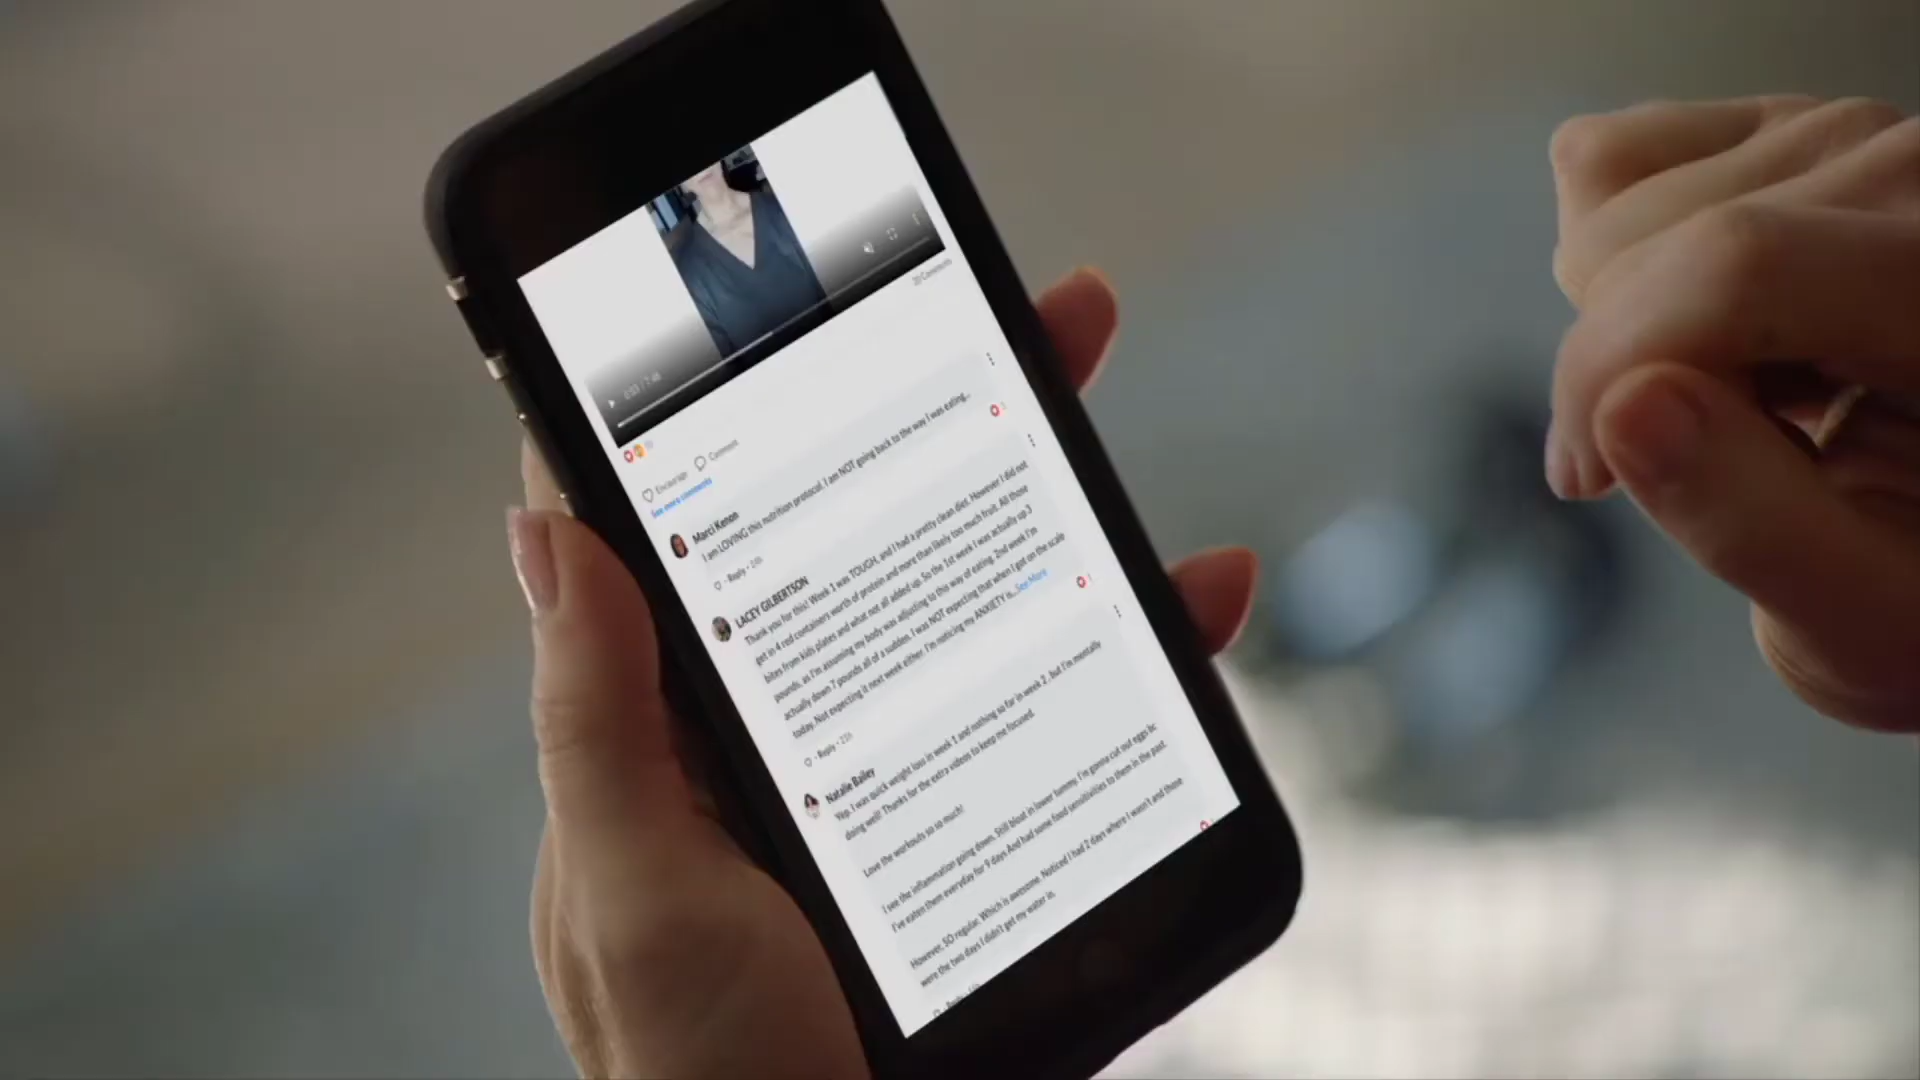 0:03 / 7:48
20 Comments
Encourage Comment
See more comments
Marci Kenon
I am LOVING this nutrition protocol. I am NOT going back to the way I was eating...
Reply
LACEY GILBERTSON
Thank you for this! Week 1 was TOUGH, and I had a pretty clean diet. However I did not
get in 4 red containers worth of protein and more than likely too much fruit. All those
bites from kids plates and what not all added up. So the 1st week I was actually up 3
pounds, as I'm assuming my body was adjusting to this way of eating. 2nd week I'm
actually down 7 pounds all of a sudden. I was NOT expecting that when I got on the scale
today. Not expecting it next week either. I'm noticing my ANXIETY is...See More
Reply • 21h
Natalie Bailey
Yep. I was quick weight loss in week 1 and nothing so far in week 2, but I'm mentally
doing well! Thanks for the extra videos to keep me focused.
Love the workouts so so much!
I see the inflammation going down. Still bloat in lower tummy. I'm gonna cut out eggs bc
I've eaten them everyday for 9 days And had some food sensitivities to them in the past.
However, SO regular. Which is awesome. Noticed I had 2 days where I wasn't and those
were the two days I didn't get my water in.
Reply